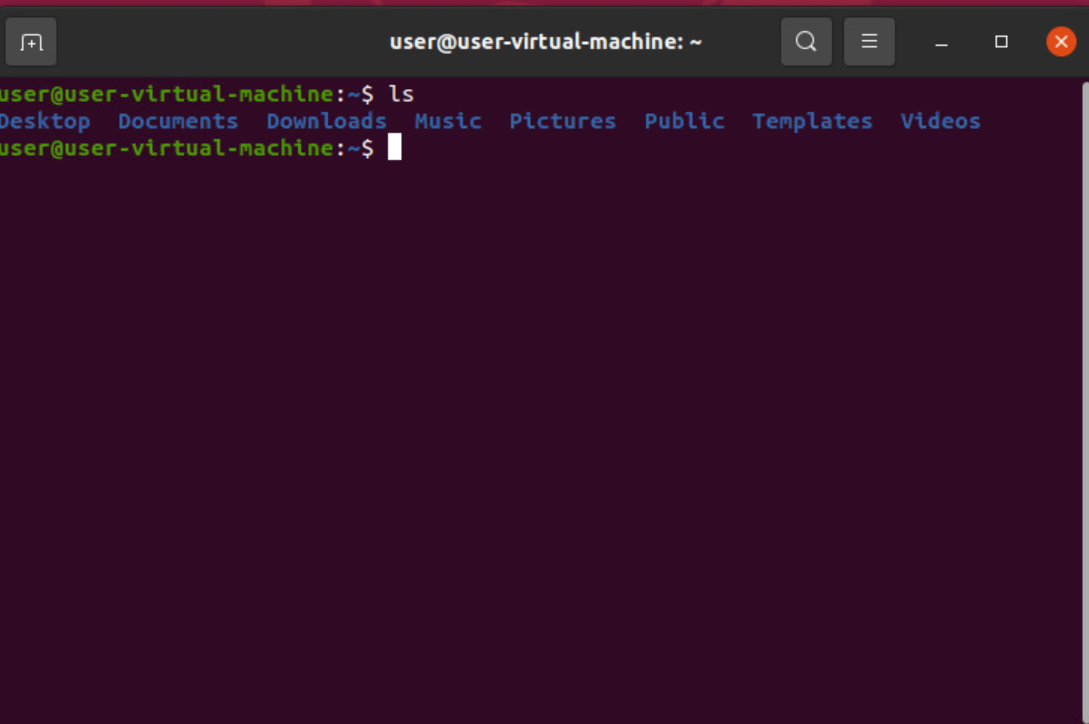 user@user-virtual-machine: ~
user@user-virtual-machine:~$ ls
Desktop Documents Downloads Music Pictures Public Templates Videos
user@user-virtual-machine:~$